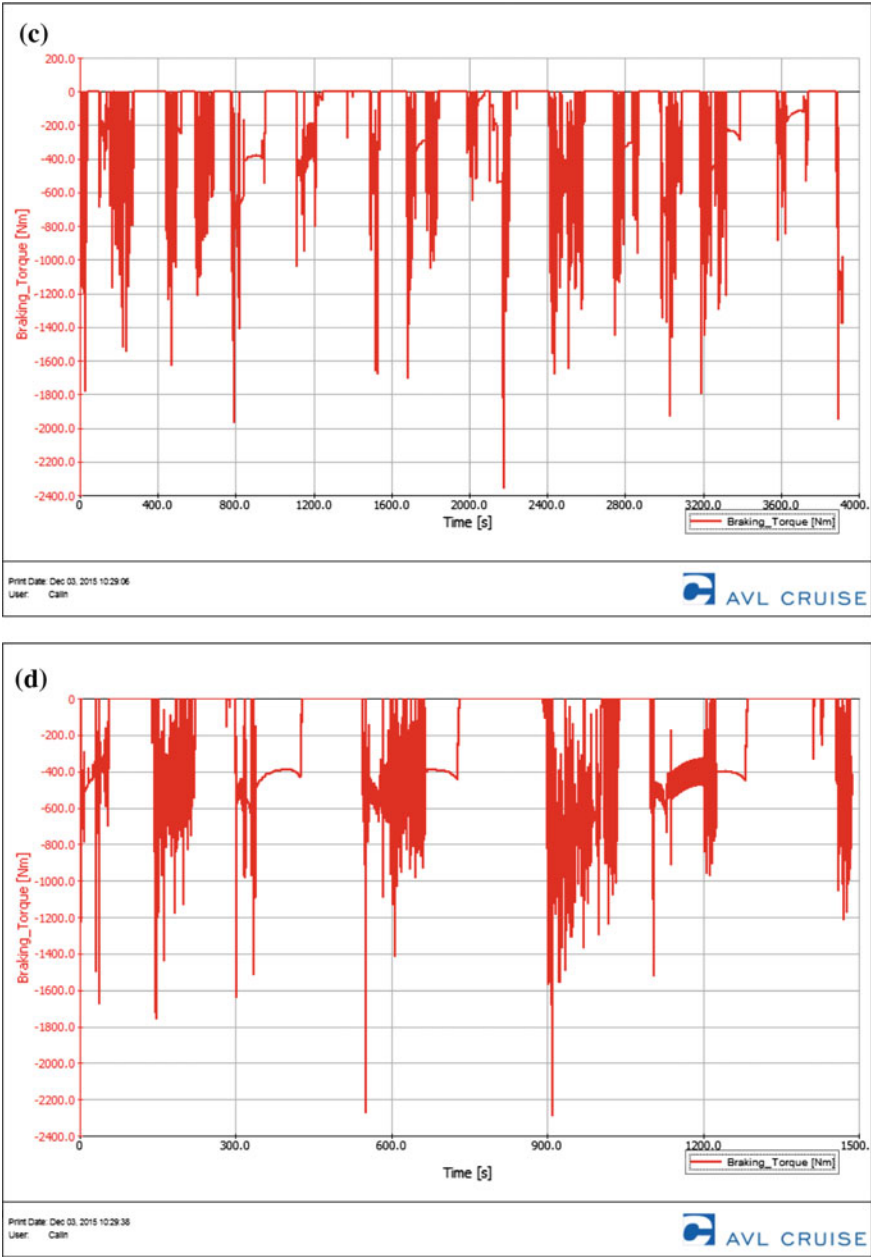 (c)
200.0
0
-200.0
-400.0
-600.0
-800.0
-1000.0
-1200.0
-1400.0
-1600.0
-1800.0
-2000.0
-2200.0
-2400.0
Braking_Torque [Nm]
0 400.0 800.0 1200.0 1600.0 2000.0 2400.0 2800.0 3200.0 3600.0 4000.
Time [s]
Braking_Torque [Nm]
Print Date: Dec 03, 2015 10:29:06
User: Calin
AVL CRUISE
(d)
0
-200.0
-400.0
-600.0
-800.0
-1000.0
-1200.0
-1400.0
-1600.0
-1800.0
-2000.0
-2200.0
-2400.0
Braking_Torque [Nm]
0 300.0 600.0 900.0 1200.0 1500.
Time [s]
Braking_Torque [Nm]
Print Date: Dec 03, 2015 10:29:38
User: Calin
AVL CRUISE